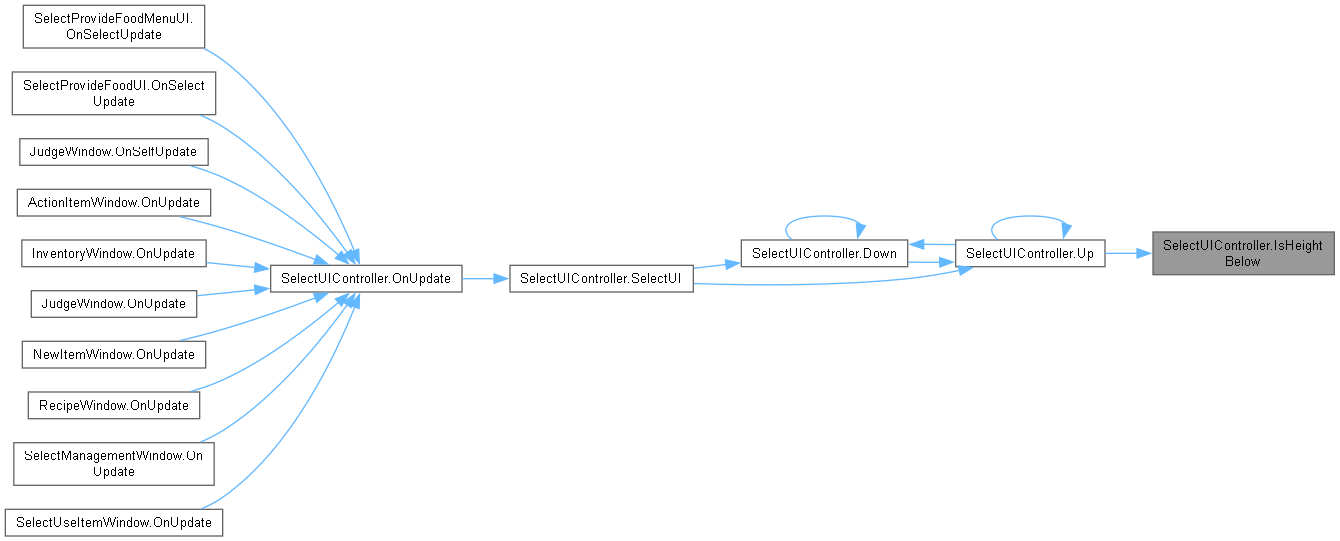 SelectProvideFoodMenuUI.
OnSelectUpdate
SelectProvideFoodUI.OnSelect
Update
JudgeWindow.OnSelfUpdate
ActionItemWindow.OnUpdate
InventoryWindow.OnUpdate
JudgeWindow.OnUpdate
NewItemWindow.OnUpdate
RecipeWindow.OnUpdate
SelectManagementWindow.On
Update
SelectUseItemWindow.OnUpdate
SelectUIController.OnUpdate
SelectUIController.SelectUI
SelectUIController.Down
SelectUIController.Up
SelectUIController.IsHeight
Below